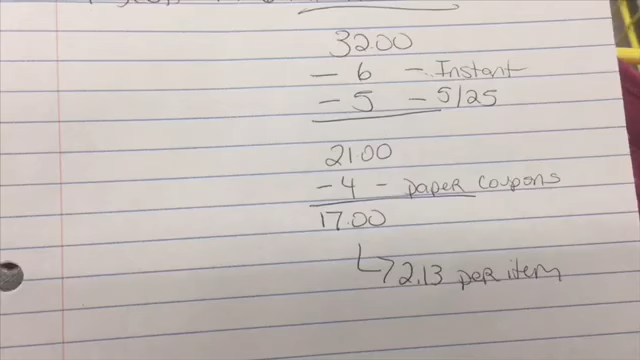 32.00
- 6 - Instant
- 5 - 5/25
21.00
- 4 - paper coupons
17.00
2.13 per item